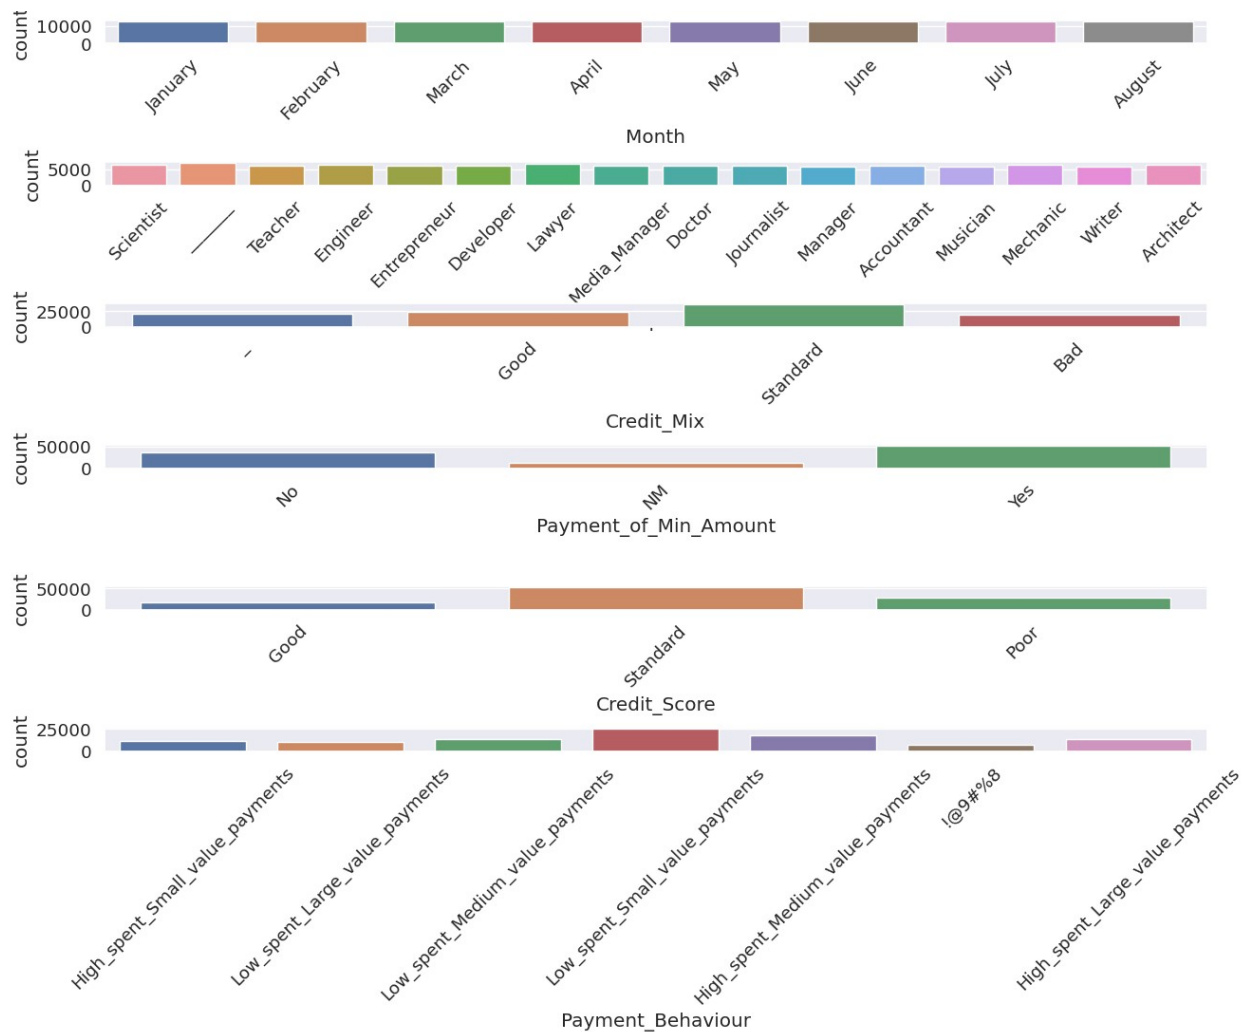 count
10000
0
January February March April May June July August
Month
count
5000
0
Scientist _______ Teacher Engineer Entrepreneur Developer Lawyer Media_Manager Doctor Journalist Manager Accountant Musician Mechanic Writer Architect
count
25000
0
_ Good Standard Bad
Credit_Mix
count
50000
0
No NM Yes
Payment_of_Min_Amount
count
50000
0
Good Standard Poor
Credit_Score
count
25000
0
High_spent_Small_value_payments Low_spent_Large_value_payments Low_spent_Medium_value_payments Low_spent_Small_value_payments High_spent_Medium_value_payments !@9#%8 High_spent_Large_value_payments
Payment_Behaviour